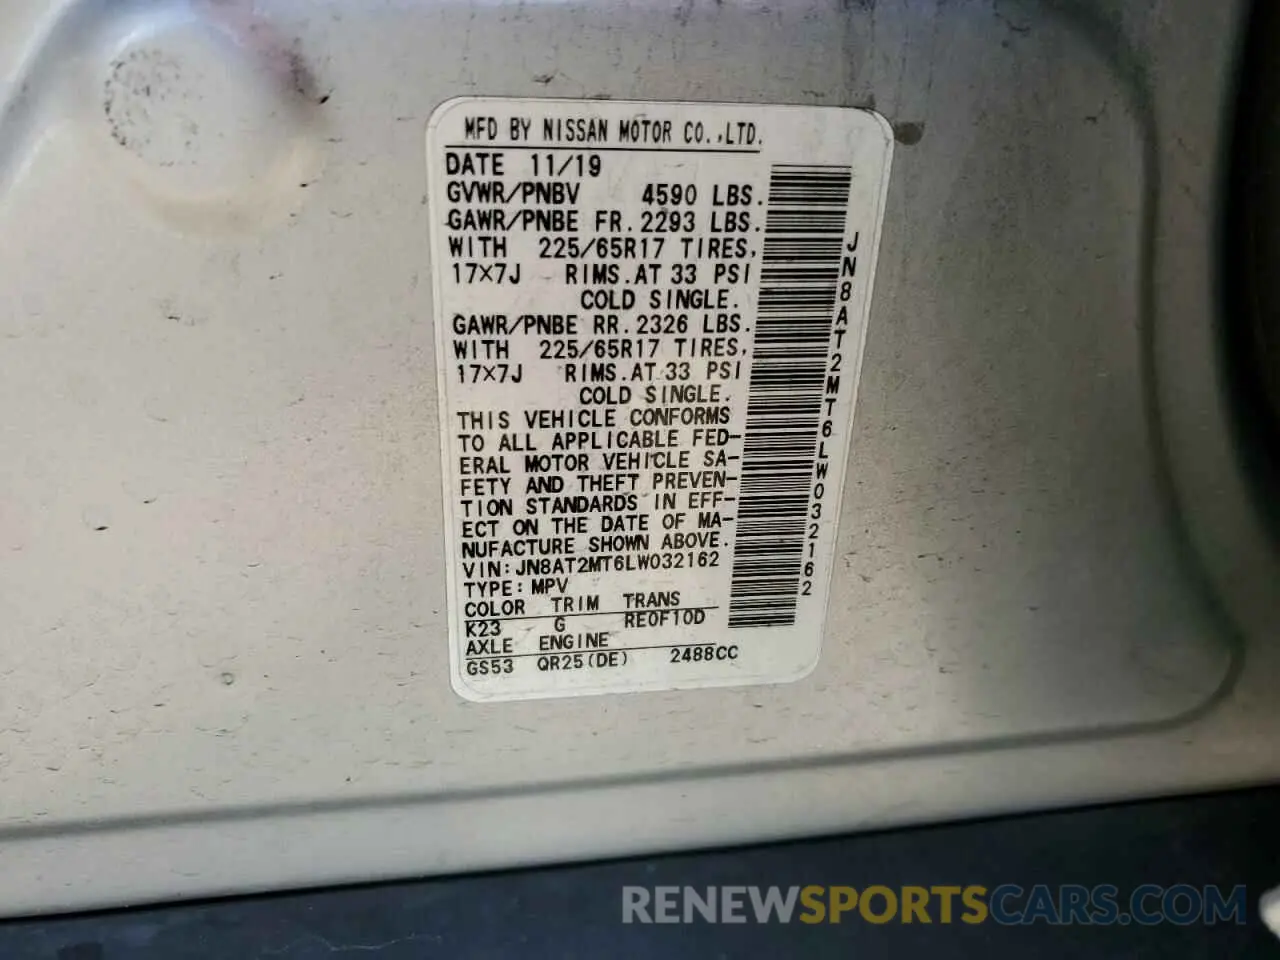 MFD BY NISSAN MOTOR CO.,LTD.
DATE 11/19
GVWR/PNBV 4590 LBS.
GAWR/PNBE FR.2293 LBS.
WITH 225/65R17 TIRES,
17×7J RIMS.AT 33 PSI
COLD SINGLE.
GAWR/PNBE RR.2326 LBS.
WITH 225/65R17 TIRES,
17×7J RIMS.AT 33 PSI
COLD SINGLE.
THIS VEHICLE CONFORMS
TO ALL APPLICABLE FED-
ERAL MOTOR VEHICLE SA-
FETY AND THEFT PREVEN-
TION STANDARDS IN EFF-
ECT ON THE DATE OF MA-
NUFACTURE SHOWN ABOVE.
VIN:JN8AT2MT6LW032162
TYPE:MPV
COLOR TRIM TRANS
K23 G RE0F10D
AXLE ENGINE
GS53 QR25(DE) 2488CC
JN8AT2MT6LW032162
RENEWSPORTSCARS.COM